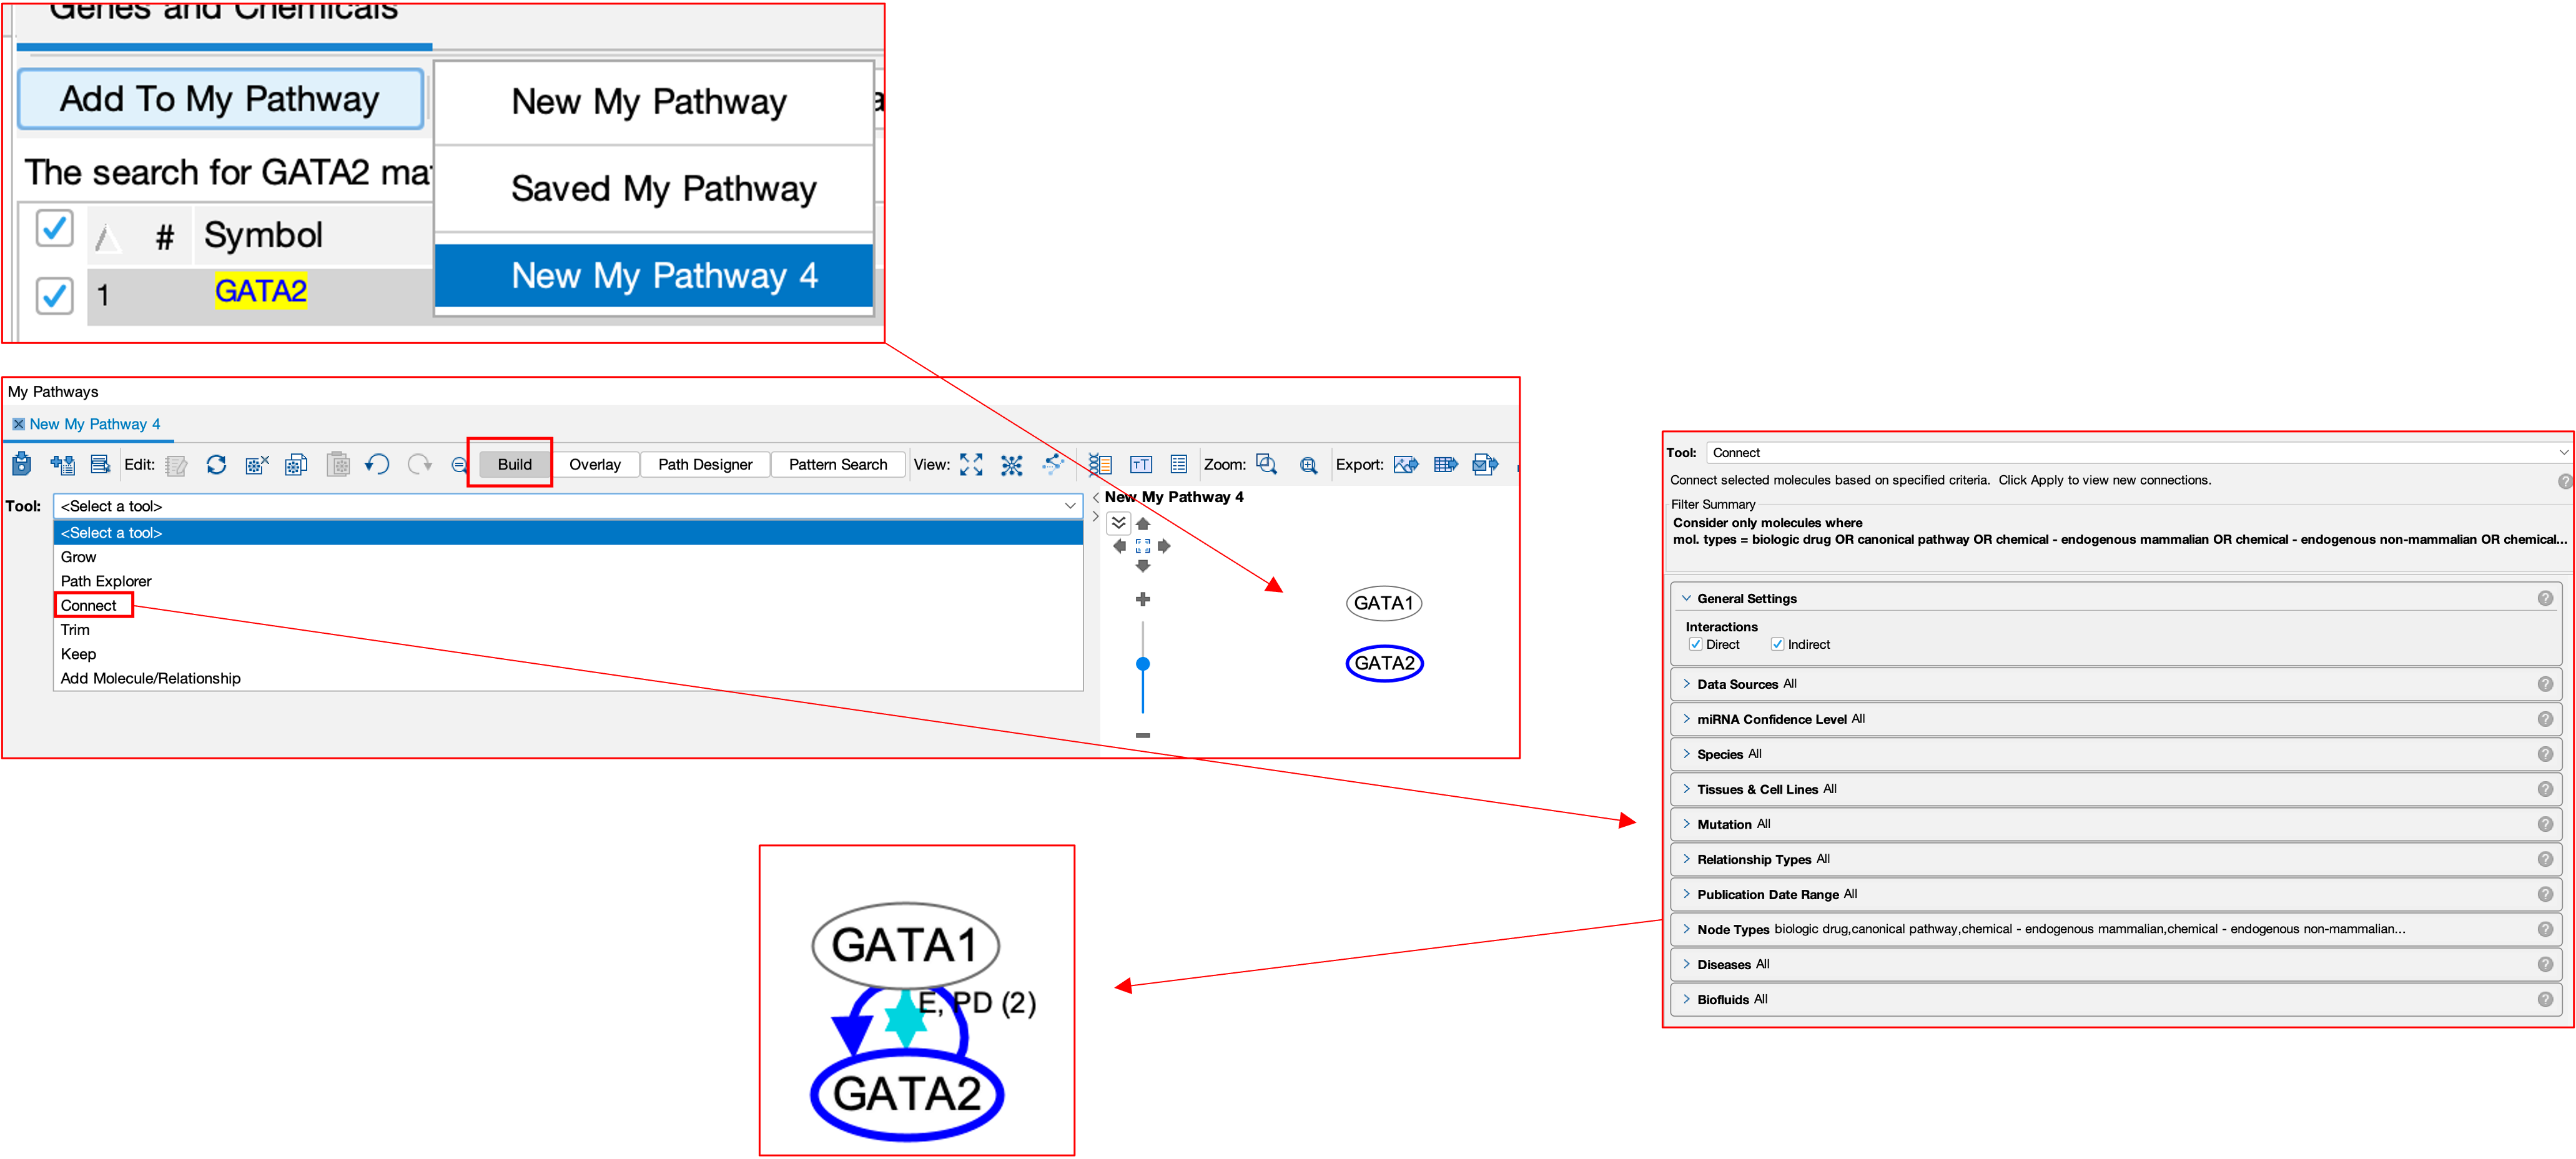 Genes and Chemicals
Add To My Pathway
New My Pathway
Saved My Pathway
New My Pathway 4
The search for GATA2
# Symbol
1 GATA2
My Pathways
New My Pathway 4
Edit: Build Overlay Path Designer Pattern Search View: Zoom: Export:
Tool: <Select a tool>
<Select a tool>
Grow
Path Explorer
Connect
Trim
Keep
Add Molecule/Relationship
New My Pathway 4
GATA1
GATA2
Tool: Connect
Connect selected molecules based on specified criteria. Click Apply to view new connections.
Filter Summary
Consider only molecules where
mol. types = biologic drug OR canonical pathway OR chemical - endogenous mammalian OR chemical - endogenous non-mammalian OR chemical...
General Settings
Interactions
Direct Indirect
Data Sources All
miRNA Confidence Level All
Species All
Tissues & Cell Lines All
Mutation All
Relationship Types All
Publication Date Range All
Node Types biologic drug,canonical pathway,chemical - endogenous mammalian,chemical - endogenous non-mammalian...
Diseases All
Biofluids All
GATA1
E, PD (2)
GATA2